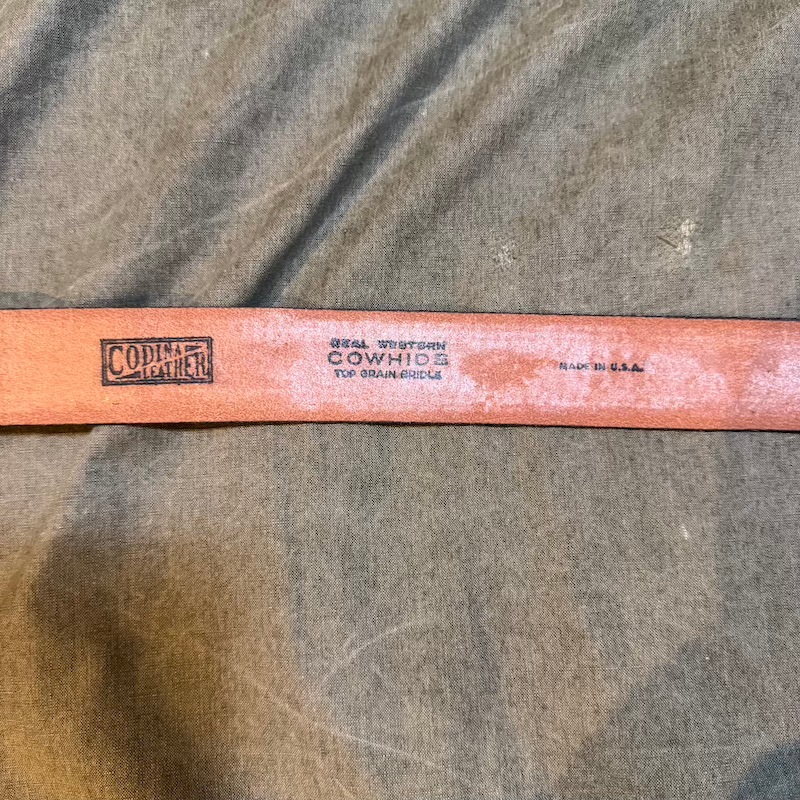 CODINA
LEATHER
REAL WESTERN
COWHIDE
TOP GRAIN BRIDLE
MADE IN U.S.A.